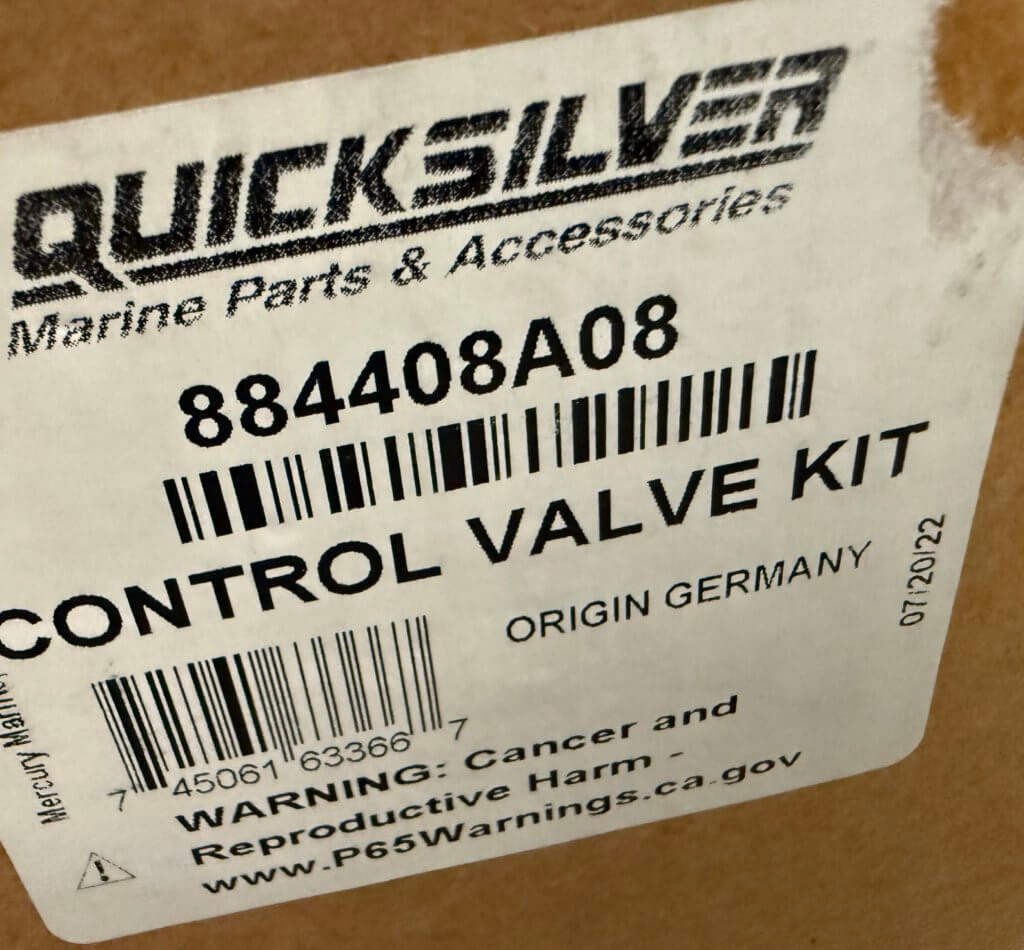 QUICKSILVER
Marine Parts & Accessories
884408A08
CONTROL VALVE KIT
ORIGIN GERMANY
07/20/22
7 45061 63366 7
Mercury Marine
WARNING: Cancer and
Reproductive Harm -
www.P65Warnings.ca.gov